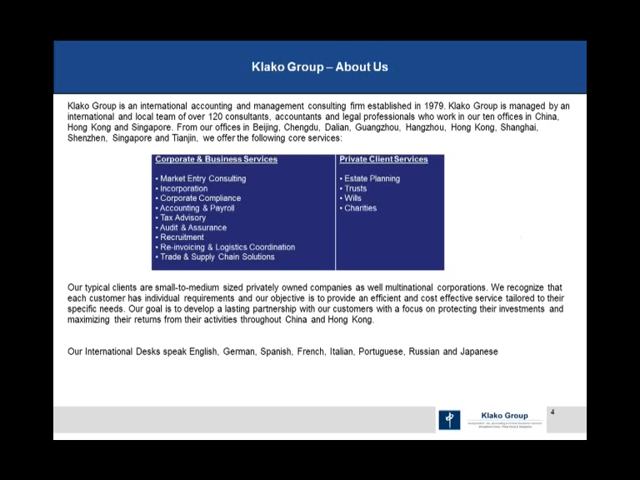 Klako Group – About Us
Klako Group is an international accounting and management consulting firm established in 1979. Klako Group is managed by an
international and local team of over 120 consultants, accountants and legal professionals who work in our ten offices in China,
Hong Kong and Singapore. From our offices in Beijing, Chengdu, Dalian, Guangzhou, Hangzhou, Hong Kong, Shanghai,
Shenzhen, Singapore and Tianjin, we offer the following core services:
Corporate & Business Services
• Market Entry Consulting
• Incorporation
• Corporate Compliance
• Accounting & Payroll
• Tax Advisory
• Audit & Assurance
• Recruitment
• Re-invoicing & Logistics Coordination
• Trade & Supply Chain Solutions
Private Client Services
• Estate Planning
• Trusts
• Wills
• Charities
Our typical clients are small-to-medium sized privately owned companies as well multinational corporations. We recognize that
each customer has individual requirements and our objective is to provide an efficient and cost effective service tailored to their
specific needs. Our goal is to develop a lasting partnership with our customers with a focus on protecting their investments and
maximizing their returns from their activities throughout China and Hong Kong.
Our International Desks speak English, German, Spanish, French, Italian, Portuguese, Russian and Japanese
Klako Group
4